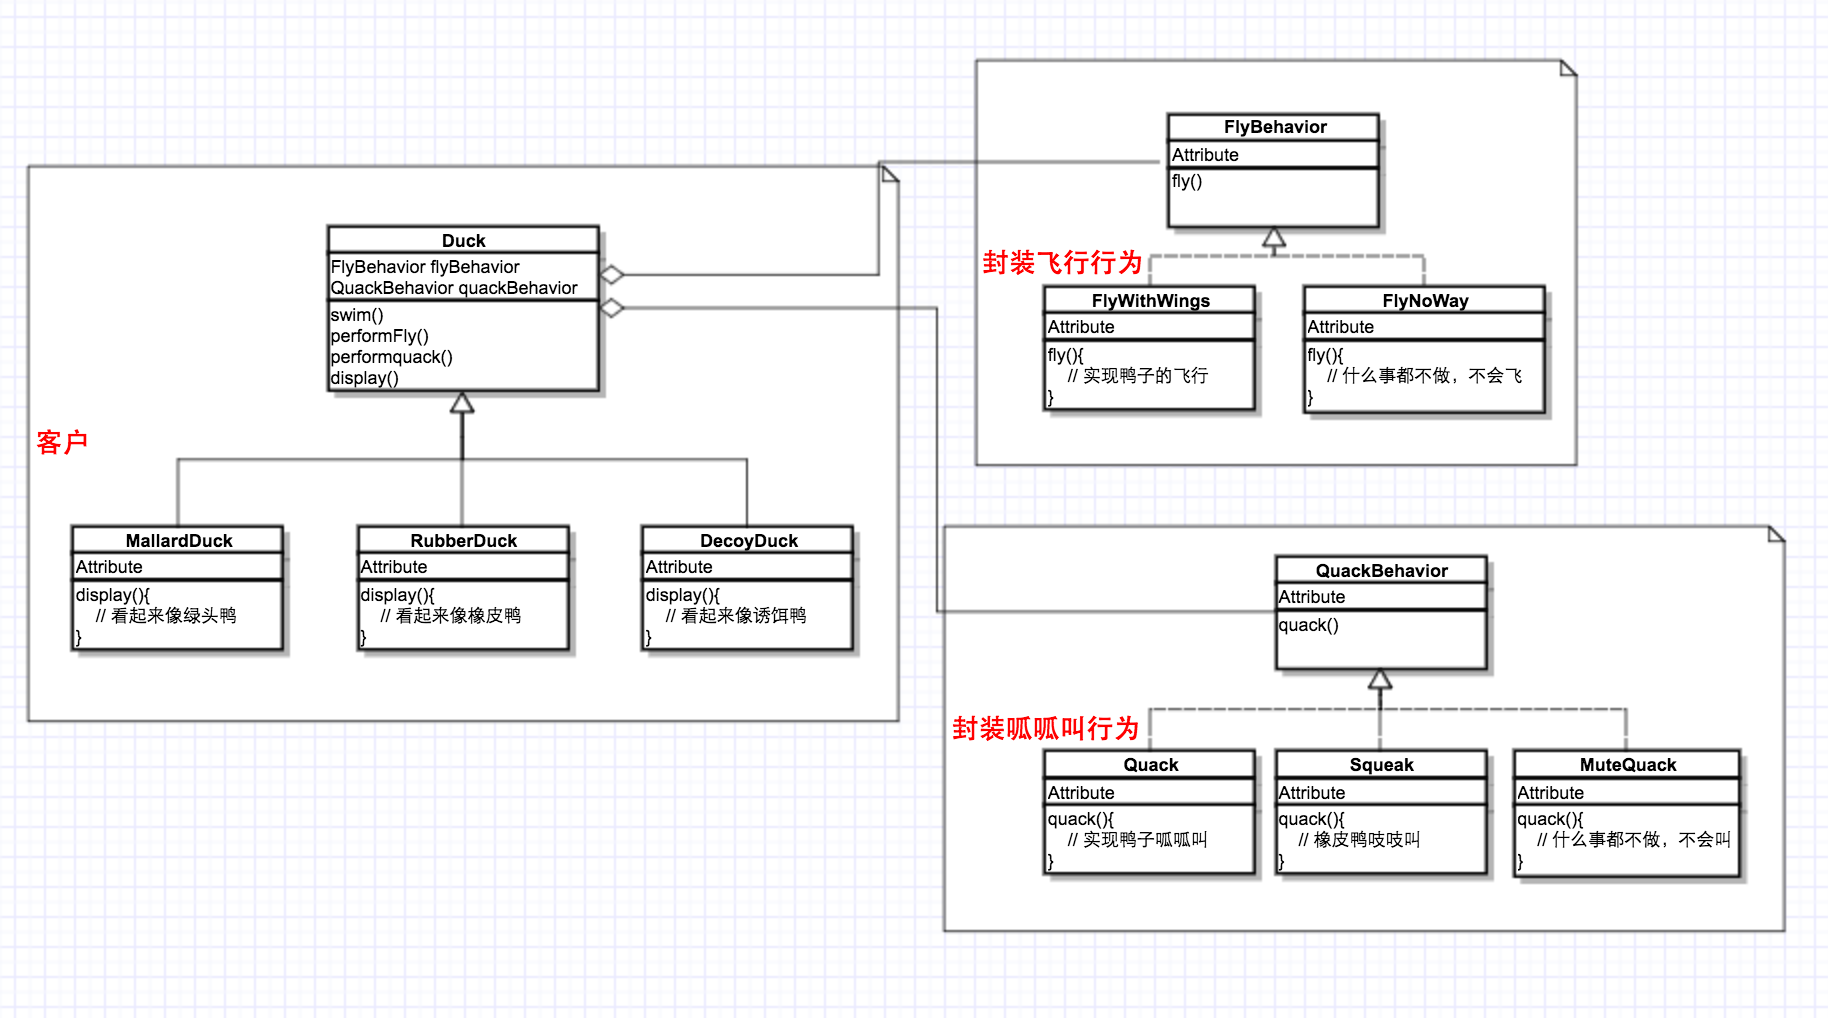 FlyBehavior
Attribute
fly()
封装飞行行为
FlyWithWings
Attribute
fly(){
// 实现鸭子的飞行
}
FlyNoWay
Attribute
fly(){
// 什么事都不做，不会飞
}
Duck
FlyBehavior flyBehavior
QuackBehavior quackBehavior
swim()
performFly()
performquack()
display()
客户
MallardDuck
Attribute
display(){
// 看起来像绿头鸭
}
RubberDuck
Attribute
display(){
// 看起来像橡皮鸭
}
DecoyDuck
Attribute
display(){
// 看起来像诱饵鸭
}
QuackBehavior
Attribute
quack()
封装呱呱叫行为
Quack
Attribute
quack(){
// 实现鸭子呱呱叫
}
Squeak
Attribute
quack(){
// 橡皮鸭吱吱叫
}
MuteQuack
Attribute
quack(){
// 什么事都不做，不会叫
}